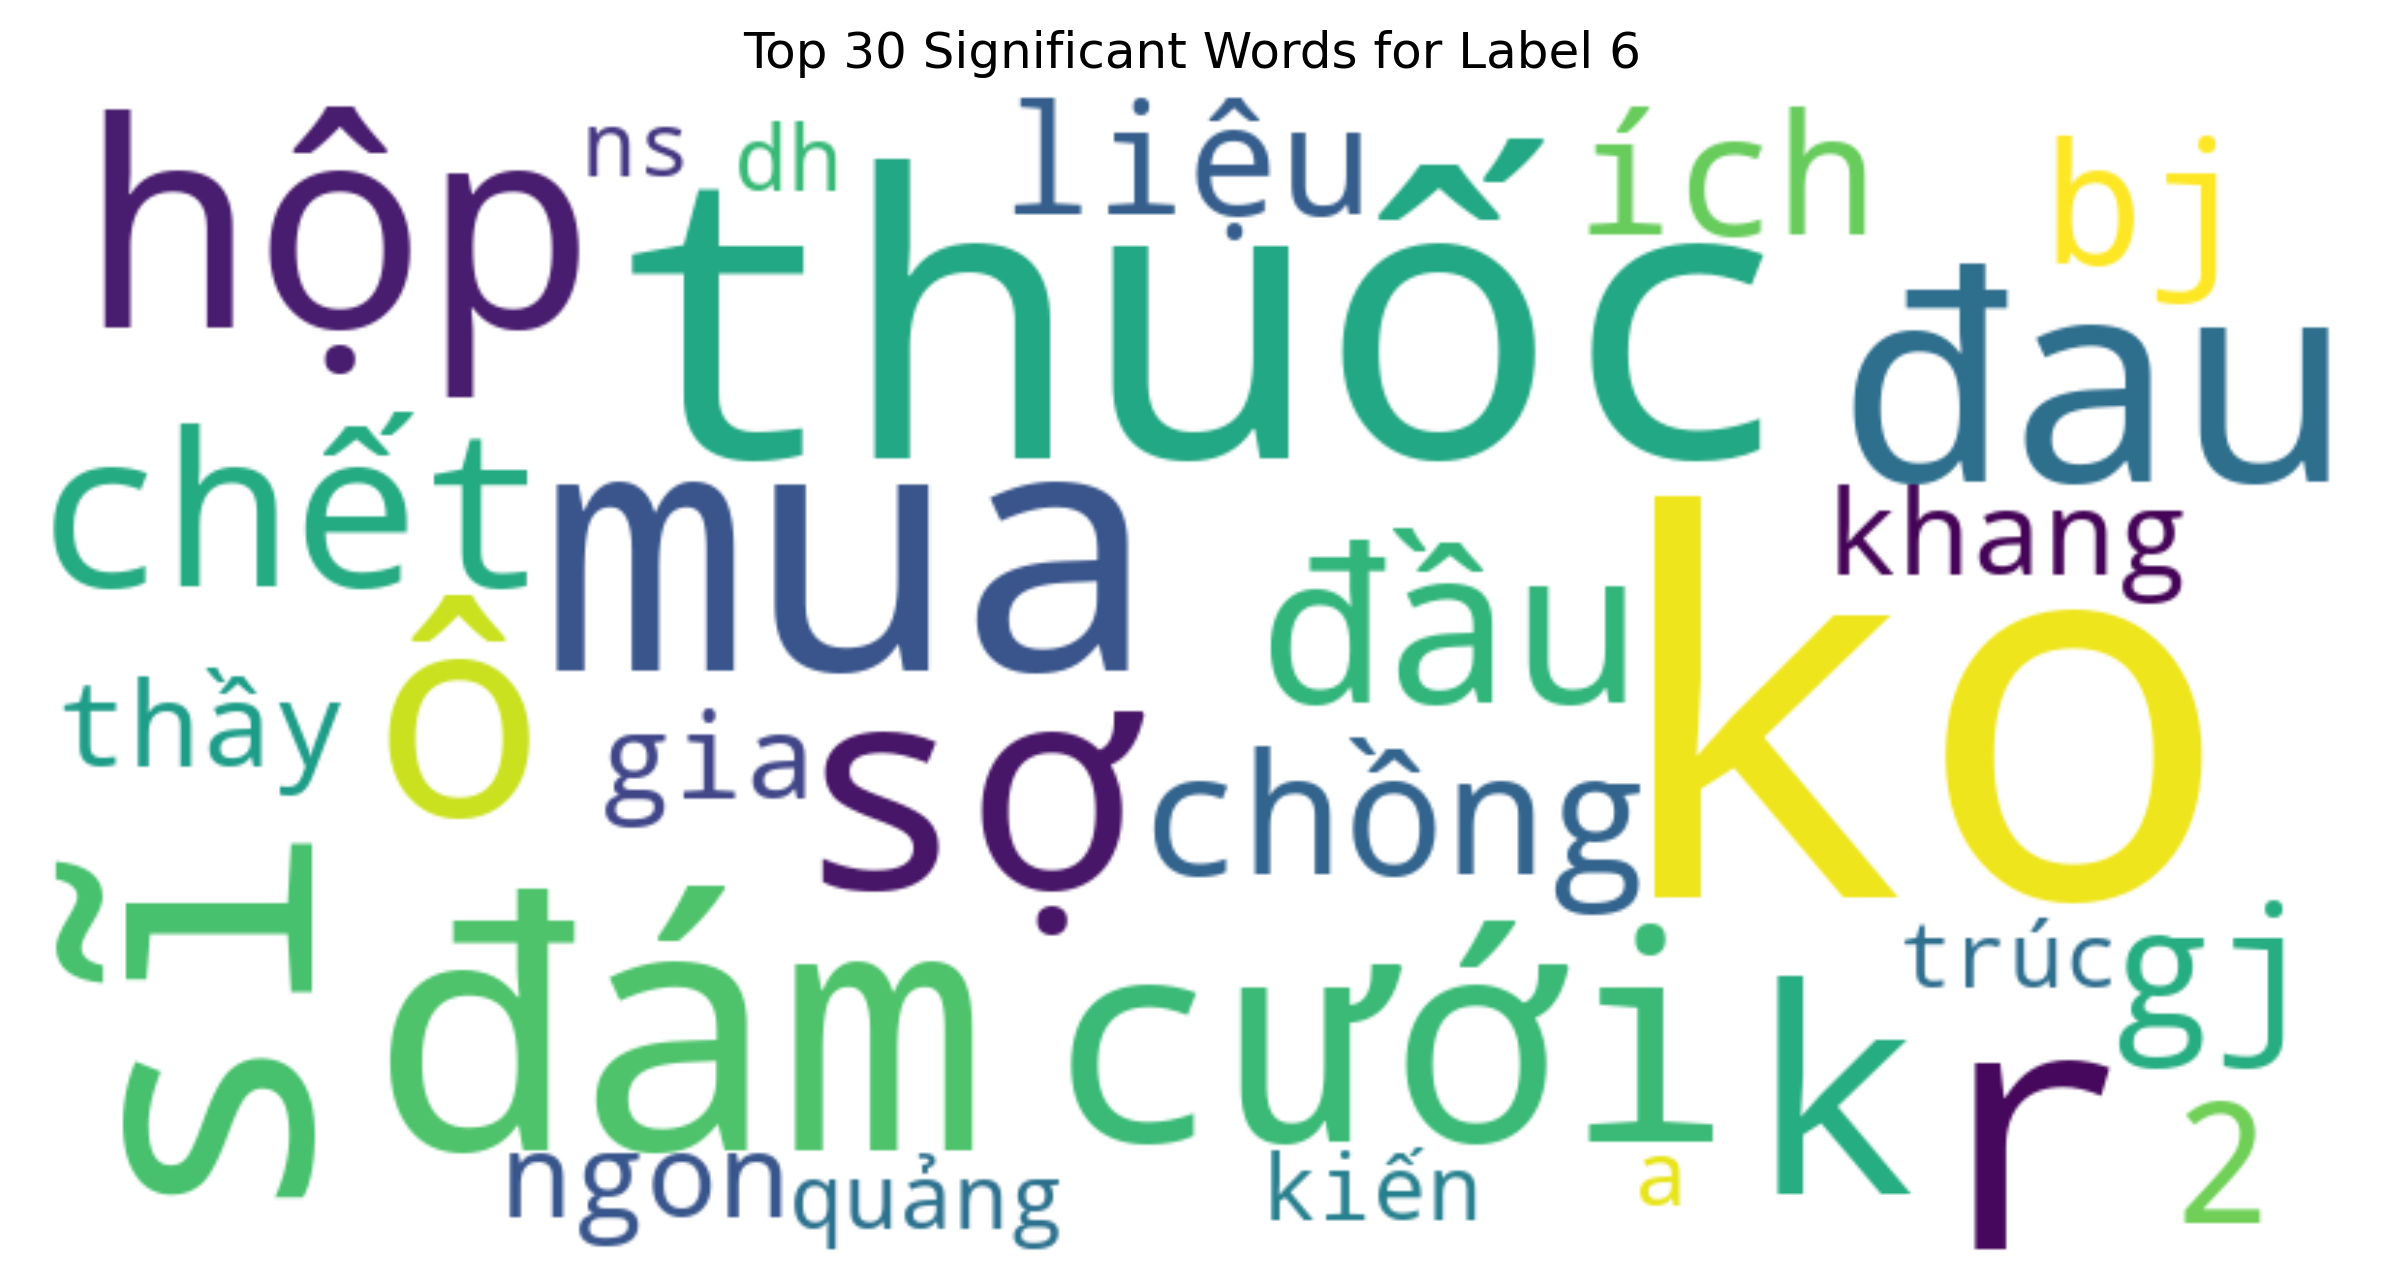 Top 30 Significant Words for Label 6
hộp
ns
dh
liệu
ích
bj
thuốc
đau
chết
mua
đầu
khang
ko
thầy
ô
gia
sợ
chồng
sĩ
đám
cưới
k
r
trúc
gj
2
ngon
quảng
kiến
a